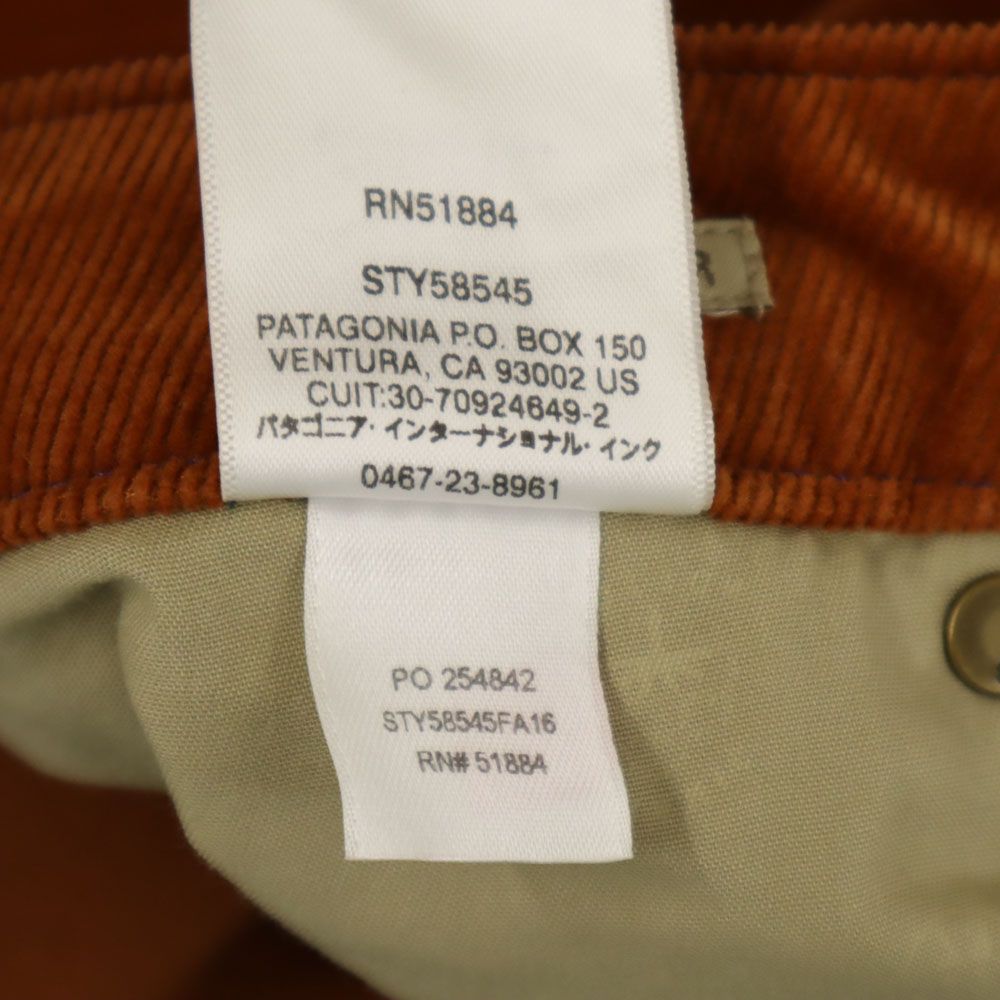 RN51884
STY58545
PATAGONIA P.O. BOX 150
VENTURA, CA 93002 US
CUIT:30-70924649-2
パタゴニア・インターナショナル・インク
0467-23-8961
R
PO 254842
STY58545FA16
RN# 51884